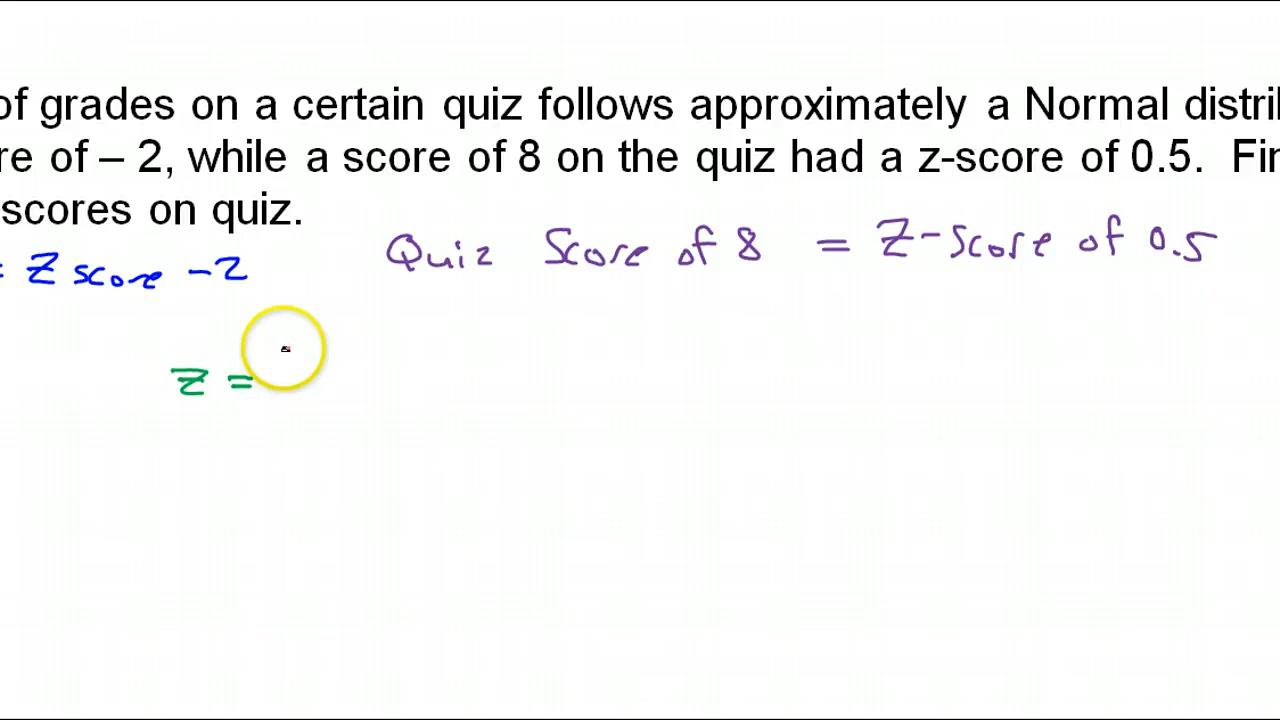 of grades on a certain quiz follows approximately a Normal distri
re of – 2, while a score of 8 on the quiz had a z-score of 0.5. Fin
scores on quiz.
Quiz Score of 8 = Z-Score of 0.5
= Z score -2
Z =